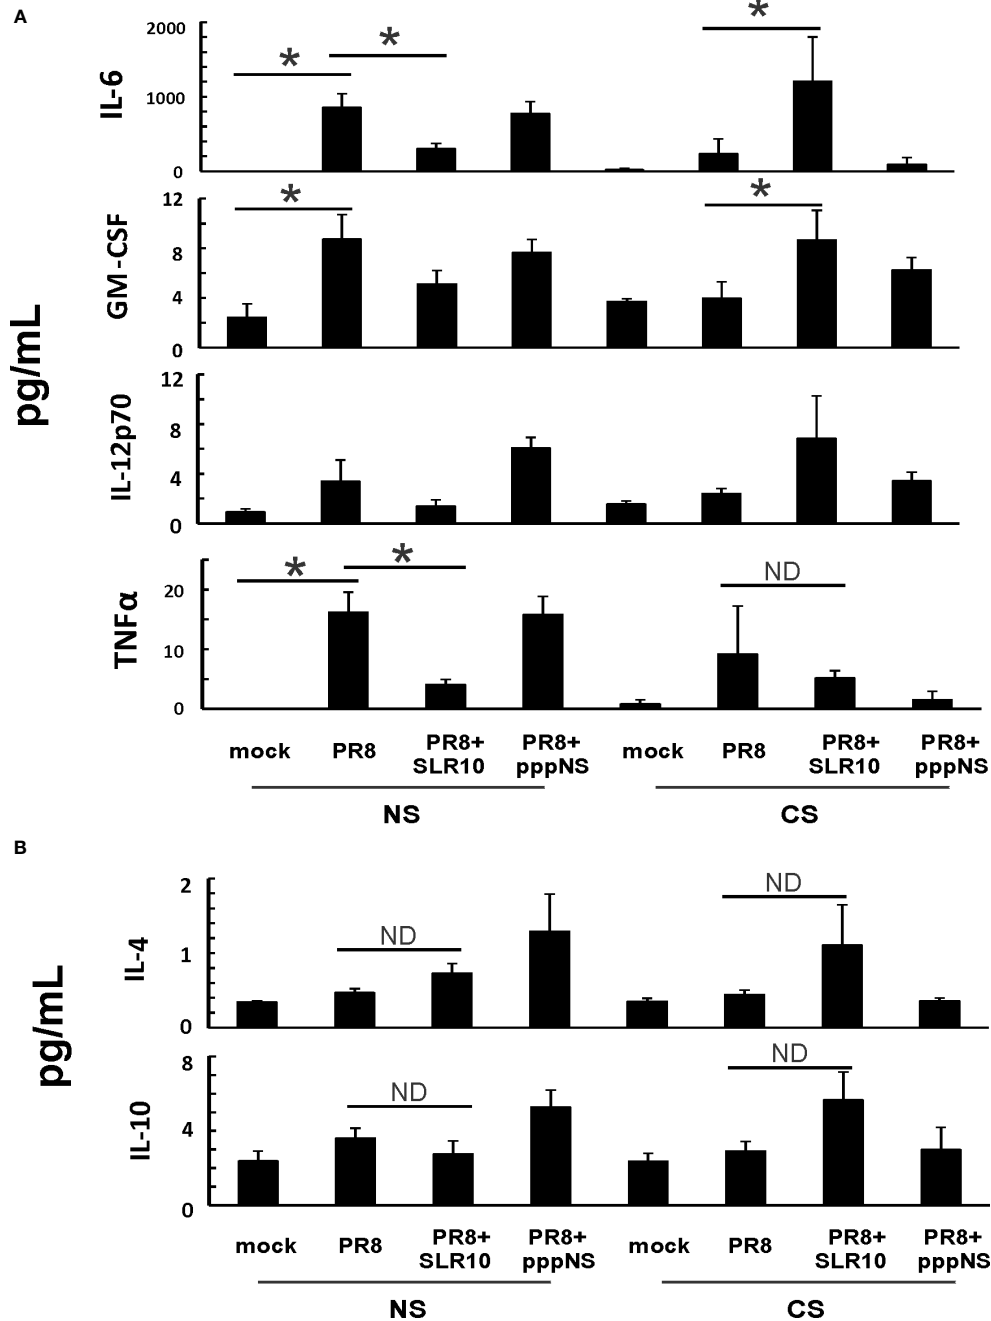 A
IL-6
2000
1000
0
*
*
*
GM-CSF
12
8
4
0
*
*
pg/mL
IL-12p70
12
8
4
0
TNFα
20
10
0
*
*
ND
mock PR8 PR8+ SLR10 PR8+ pppNS mock PR8 PR8+ SLR10 PR8+ pppNS
NS CS
B
IL-4
2
1
0
ND
ND
pg/mL
IL-10
8
4
0
ND
ND
mock PR8 PR8+ SLR10 PR8+ pppNS mock PR8 PR8+ SLR10 PR8+ pppNS
NS CS